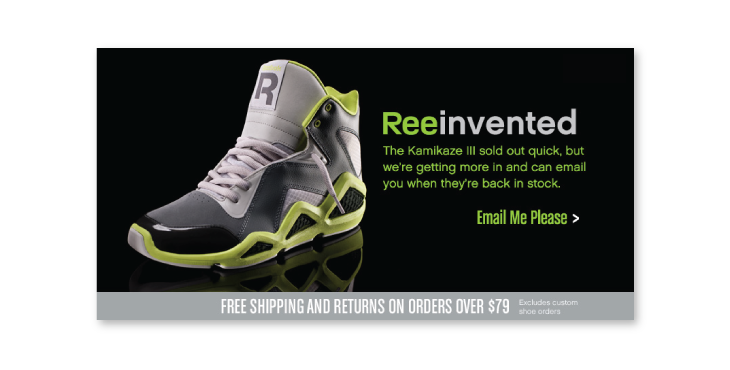 R
Reeinvented
The Kamikaze III sold out quick, but
we're getting more in and can email
you when they're back in stock.
Email Me Please >
FREE SHIPPING AND RETURNS ON ORDERS OVER $79
Excludes custom
shoe orders